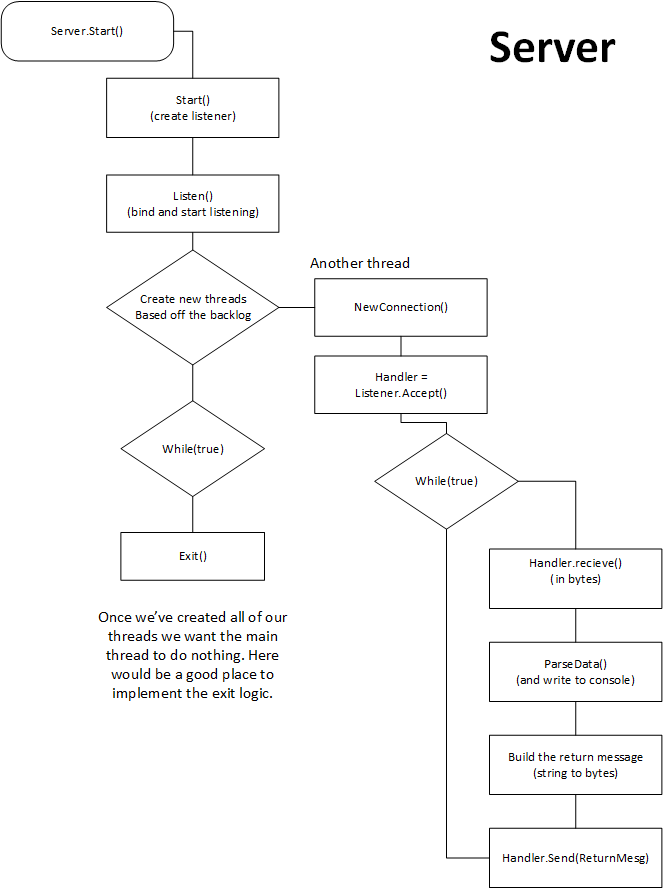 Server.Start()
Server
Start()
(create listener)
Listen()
(bind and start listening)
Another thread
Create new threads
Based off the backlog
NewConnection()
Handler =
Listener.Accept()
While(true)
While(true)
Exit()
Handler.recieve()
(in bytes)
Once we’ve created all of our
threads we want the main
thread to do nothing. Here
would be a good place to
implement the exit logic.
ParseData()
(and write to console)
Build the return message
(string to bytes)
Handler.Send(ReturnMesg)